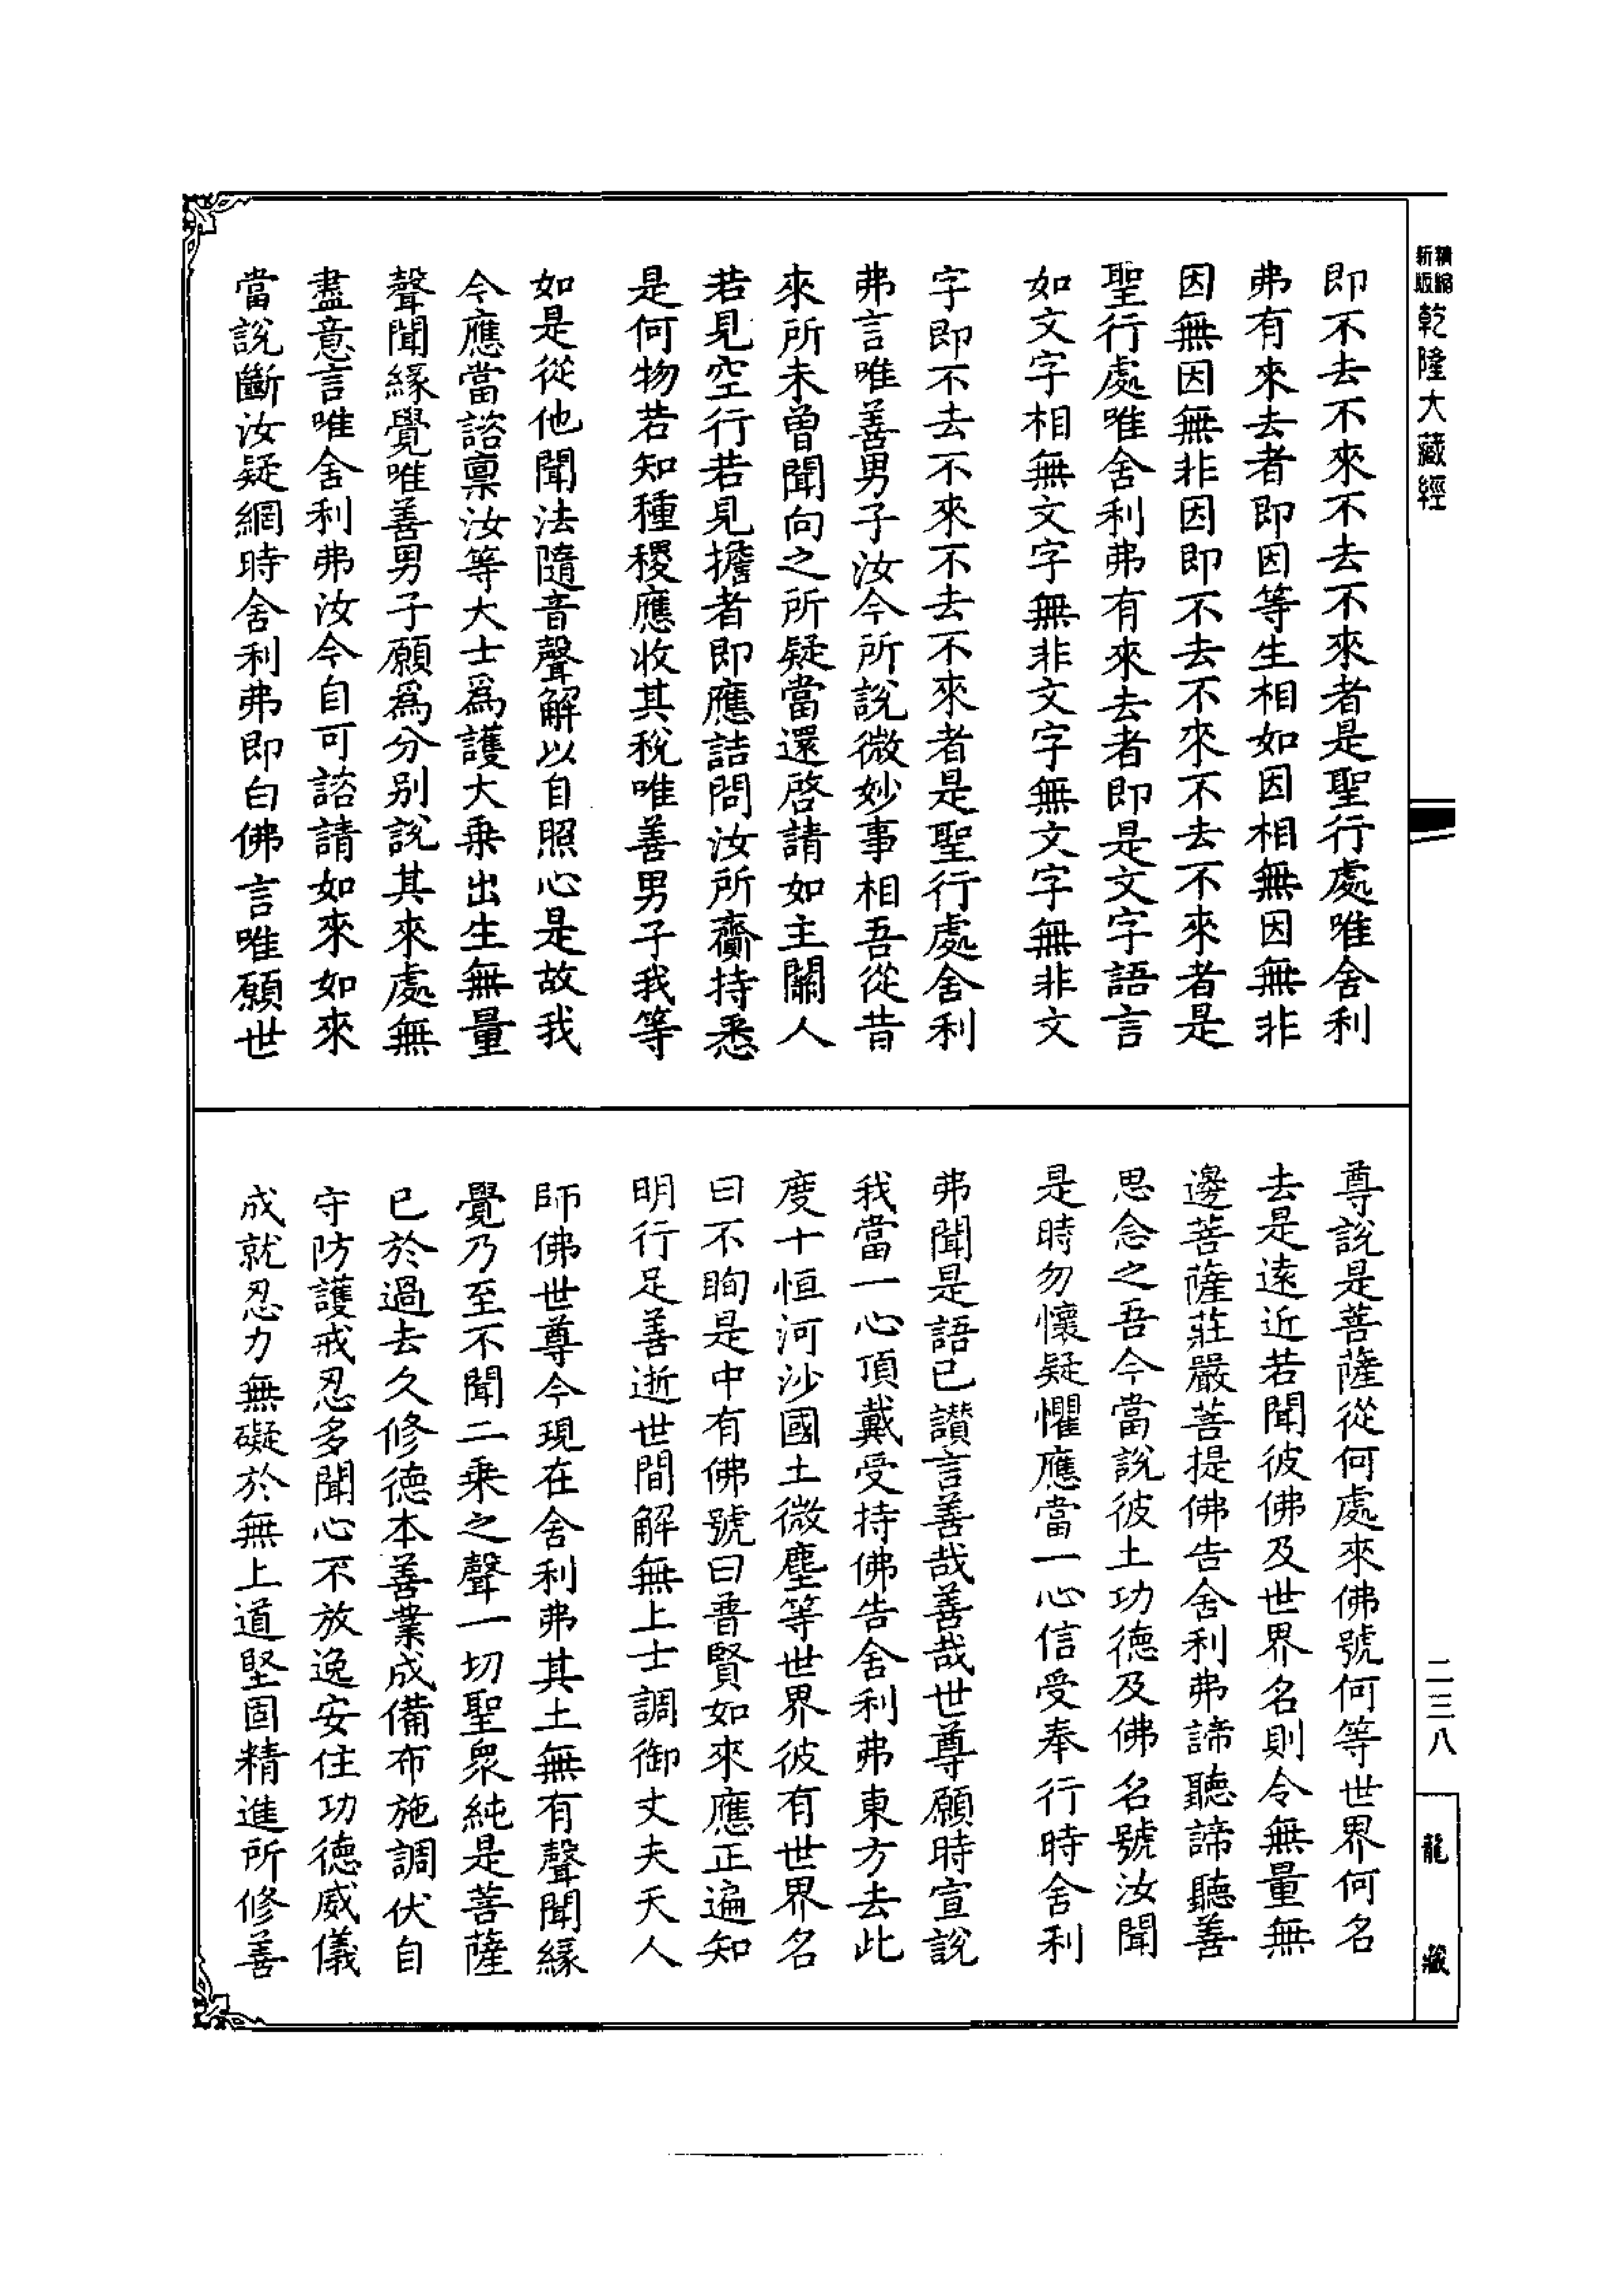 精縮新版乾隆大藏經
即不去不來不去不來者是聖行處唯舍利
弗有來去者即因等生相如因相無因無非
因無因無非因即不去不來不去不來者是
聖行處唯舍利弗有來去者即是文字語言
如文字相無文字無非文字無文字無非文
字即不去不來不去不來者是聖行處舍利
弗言唯善男子汝今所說微妙事相吾從昔
來所未曾聞向之所疑當還啓請如主關人
若見空行若見擔者即應詰問汝所齎持悉
是何物若知種稷應收其稅唯善男子我等
如是從他聞法隨音聲解以自照心是故我
今應當諮稟汝等大士爲護大乘出生無量
聲聞緣覺唯善男子願爲分別說其來處無
盡意言唯舍利弗汝今自可諮請如來如來
當說斷汝疑網時舍利弗即白佛言唯願世
尊說是菩薩從何處來佛號何等世界何名
去是遠近若聞彼佛及世界名則令無量無
邊菩薩莊嚴菩提佛告舍利弗諦聽諦聽善
思念之吾今當說彼土功德及佛名號汝聞
是時勿懷疑懼應當一心信受奉行時舍利
弗聞是語已讚言善哉善哉世尊願時宣說
我當一心頂戴受持佛告舍利弗東方去此
度十恒河沙國土微塵等世界彼有世界名
曰不眴是中有佛號曰普賢如來應正遍知
明行足善逝世間解無上士調御丈夫天人
師佛世尊今現在舍利弗其土無有聲聞緣
覺乃至不聞二乘之聲一切聖眾純是菩薩
已於過去久修德本善業成備布施調伏自
守防護戒忍多聞心不放逸安住功德威儀
成就忍力無礙於無上道堅固精進所修善
二三八
龍藏